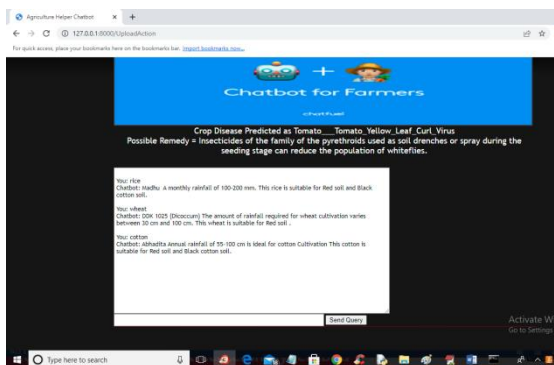 Agriculture Helper Chatbot
127.0.0.1:8000/UploadAction
For quick access, place your bookmarks here on the bookmarks bar. Import bookmarks now...
Chatbot for Farmers
chatfuel
Crop Disease Predicted as Tomato___Tomato_Yellow_Leaf_Curl_Virus
Possible Remedy = Insecticides of the family of the pyrethroids used as soil drenches or spray during the
seeding stage can reduce the population of whiteflies.
You: rice
Chatbot: Madhu A monthly rainfall of 100-200 mm. This rice is suitable for Red soil and Black
cotton soil.
You: wheat
Chatbot: DDK 1025 (Dicoccum) The amount of rainfall required for wheat cultivation varies
between 30 cm and 100 cm. This wheat is suitable for Red soil .
You: cotton
Chatbot: Abhadita Annual rainfall of 55-100 cm is ideal for cotton Cultivation This cotton is
suitable for Red soil and Black cotton soil.
Send Query
Activate W
Go to Settings
Type here to search